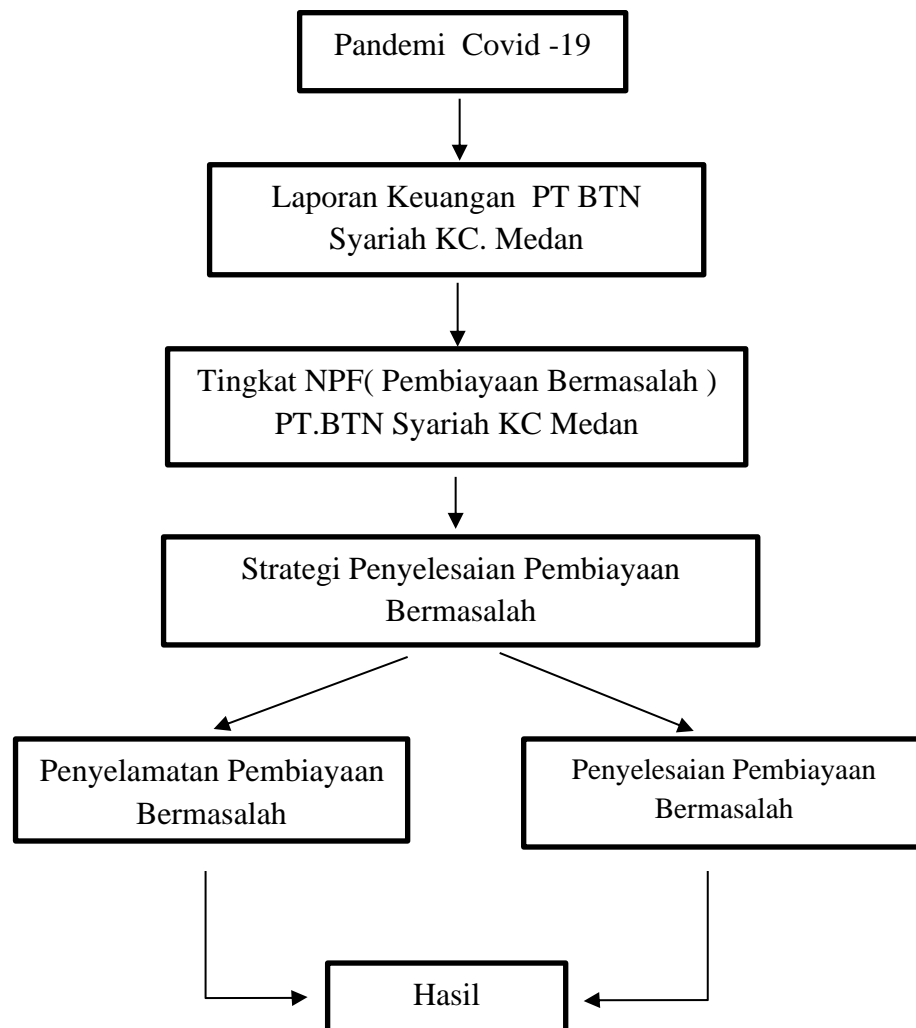 Pandemi Covid -19
Laporan Keuangan PT BTN
Syariah KC. Medan
Tingkat NPF( Pembiayaan Bermasalah )
PT.BTN Syariah KC Medan
Strategi Penyelesaian Pembiayaan
Bermasalah
Penyelamatan Pembiayaan
Bermasalah
Penyelesaian Pembiayaan
Bermasalah
Hasil